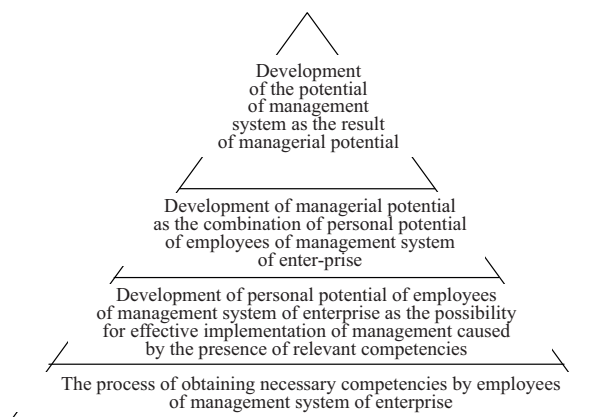 Development
of the potential
of management
system as the result
of managerial potential
Development of managerial potential
as the combination of personal potential
of employees of management system
of enter-prise
Development of personal potential of employees
of management system of enterprise as the possibility
for effective implementation of management caused
by the presence of relevant competencies
The process of obtaining necessary competencies by employees
of management system of enterprise